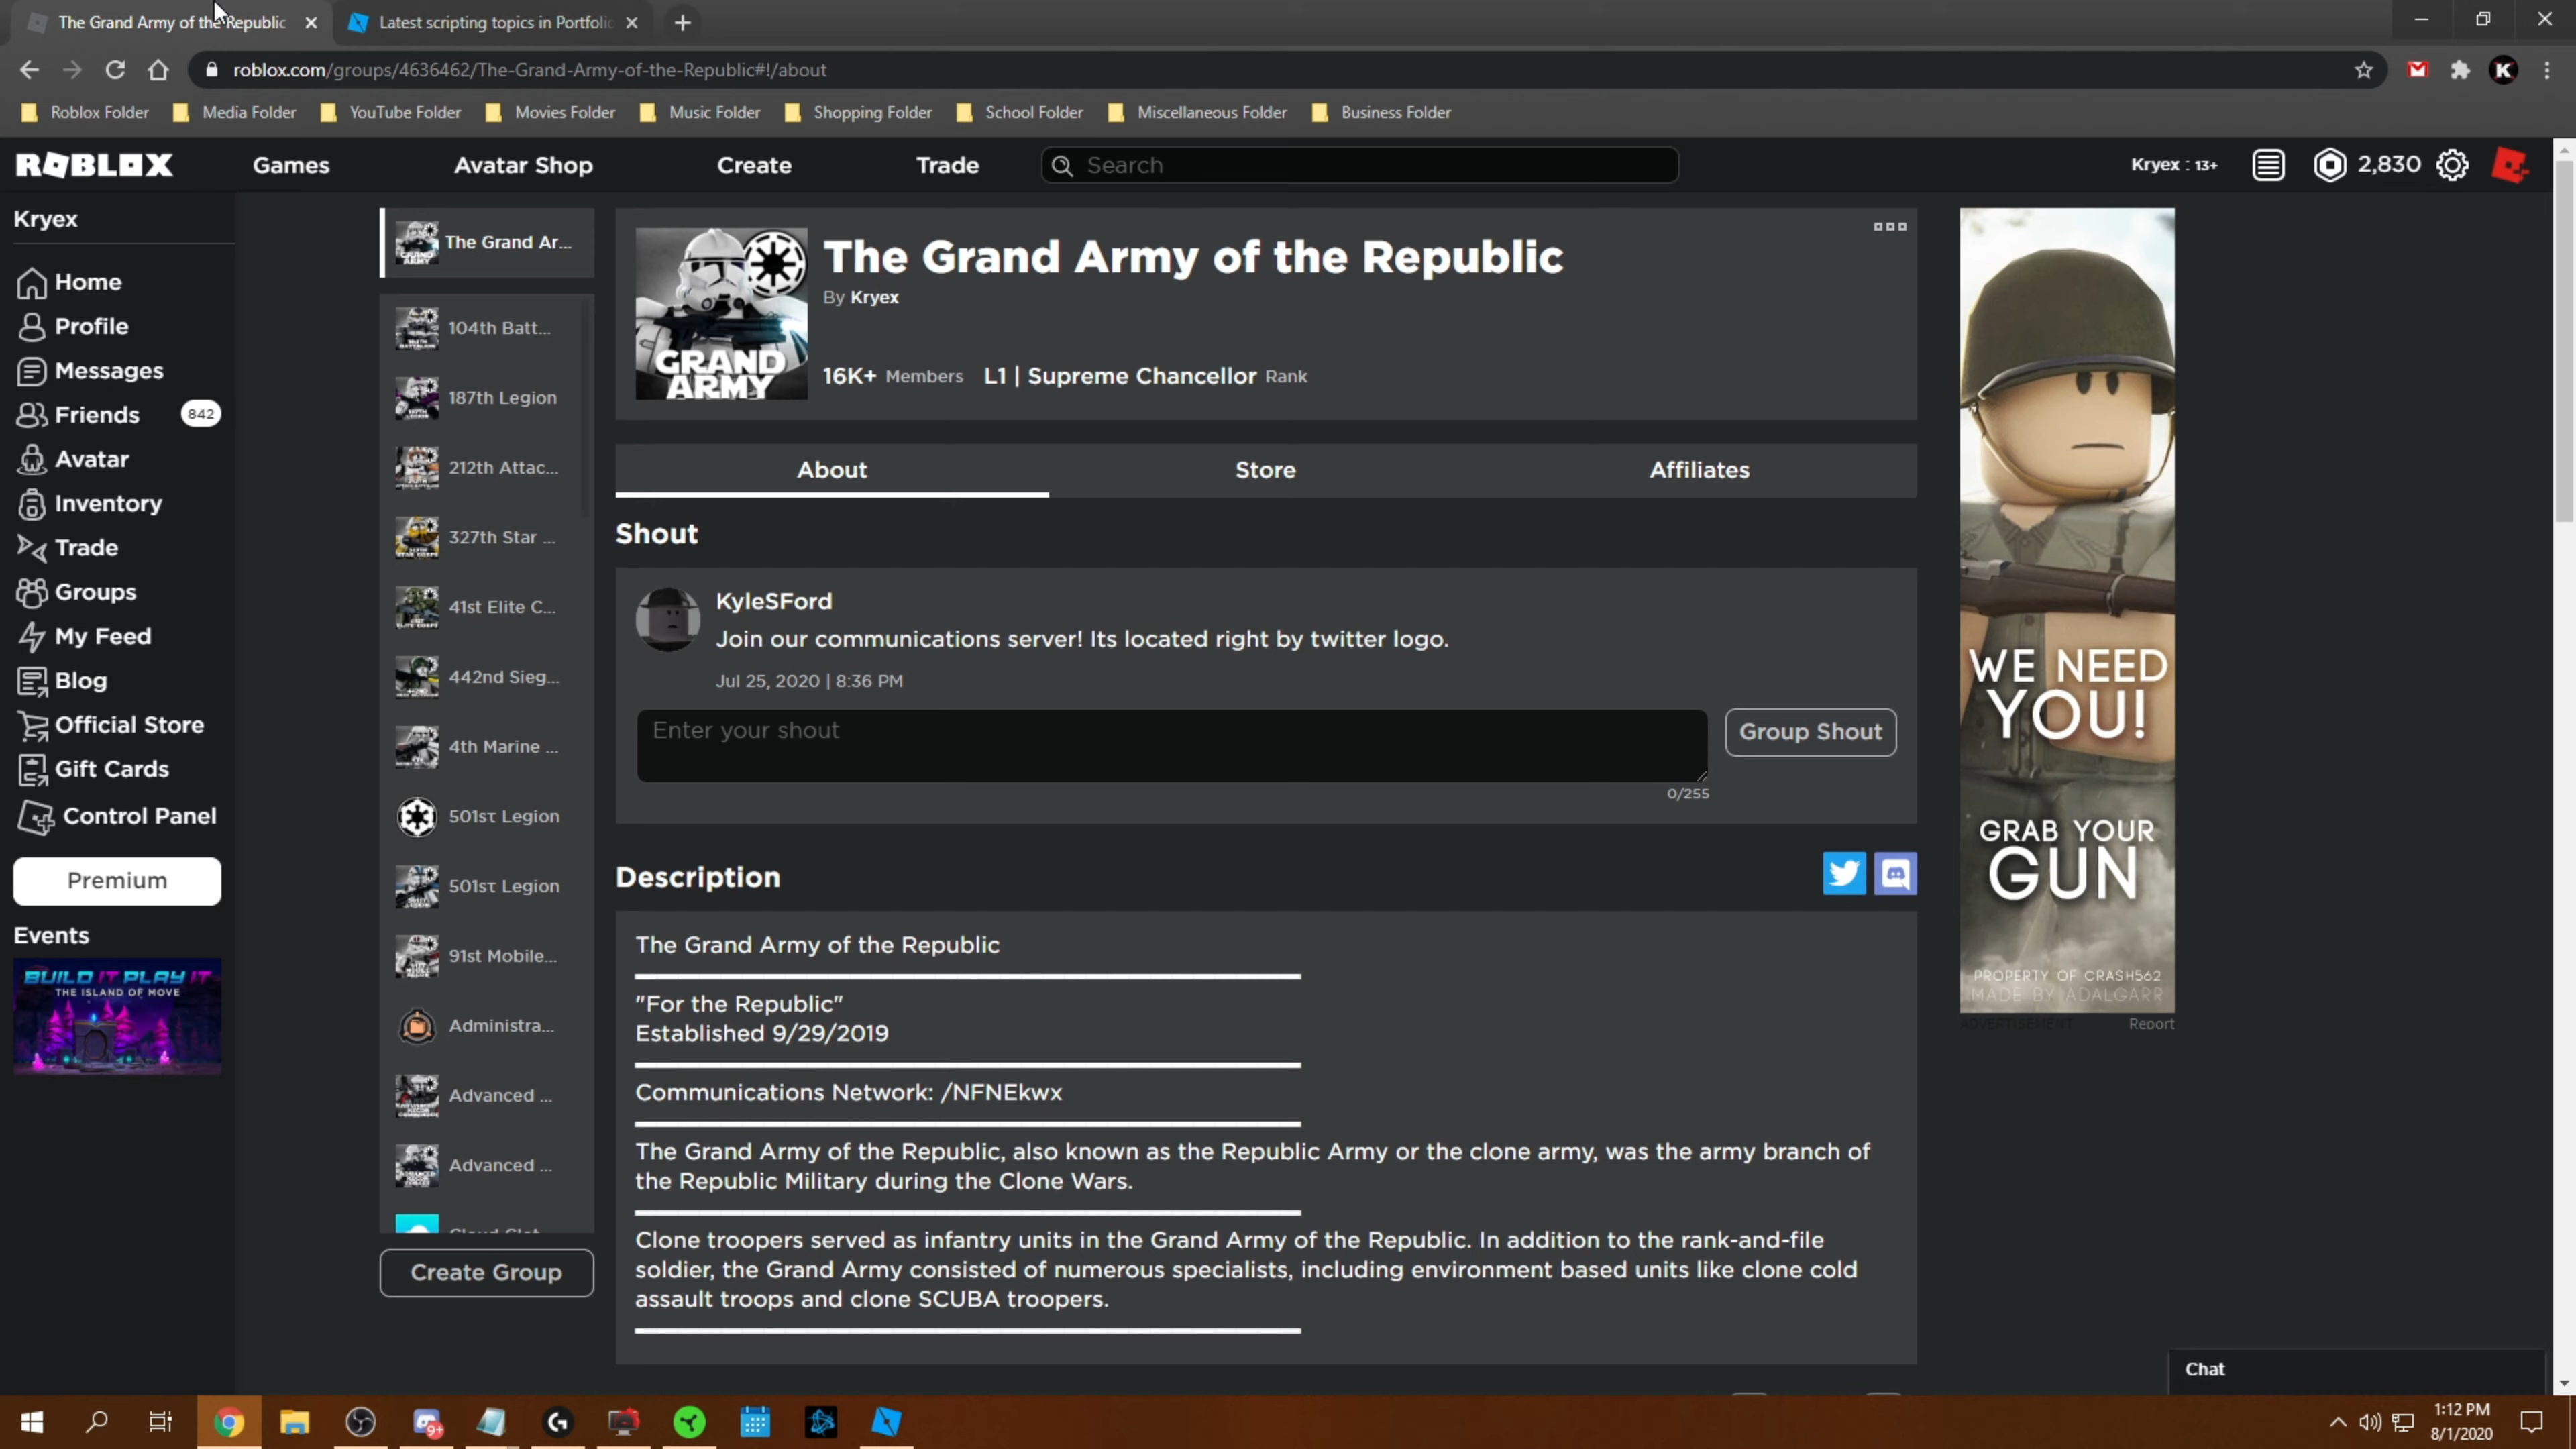 The Grand Army of the Republic
Latest scripting topics in Portfolio
roblox.com/groups/4636462/The-Grand-Army-of-the-Republic#!/about
Roblox Folder
Media Folder
YouTube Folder
Movies Folder
Music Folder
Shopping Folder
School Folder
Miscellaneous Folder
Business Folder
ROBLOX
Games
Avatar Shop
Create
Trade
Search
Kryex : 13+
2,830
Kryex
Home
Profile
Messages
Friends
842
Avatar
Inventory
Trade
Groups
My Feed
Blog
Official Store
Gift Cards
Control Panel
Premium
Events
BUILD IT PLAY IT
THE ISLAND OF MOVE
The Grand Ar...
104th Batt...
187th Legion
212th Attac...
327th Star ...
41st Elite C...
442nd Sieg...
4th Marine ...
501sт Legion
501sт Legion
91st Mobile...
Administra...
Advanced ...
Advanced ...
Create Group
GRAND
ARMY
The Grand Army of the Republic
By Kryex
16K+ Members L1 | Supreme Chancellor Rank
About
Store
Affiliates
Shout
KyleSFord
Join our communications server! Its located right by twitter logo.
Jul 25, 2020 | 8:36 PM
Enter your shout
Group Shout
0/255
Description
The Grand Army of the Republic
"For the Republic"
Established 9/29/2019
Communications Network: /NFNEkwx
The Grand Army of the Republic, also known as the Republic Army or the clone army, was the army branch of
the Republic Military during the Clone Wars.
Clone troopers served as infantry units in the Grand Army of the Republic. In addition to the rank-and-file
soldier, the Grand Army consisted of numerous specialists, including environment based units like clone cold
assault troops and clone SCUBA troopers.
WE NEED
YOU!
GRAB YOUR
GUN
PROPERTY OF CRASH562
MADE BY ADALGARR
ADVERTISEMENT
Report
Chat
9+
1:12 PM
8/1/2020